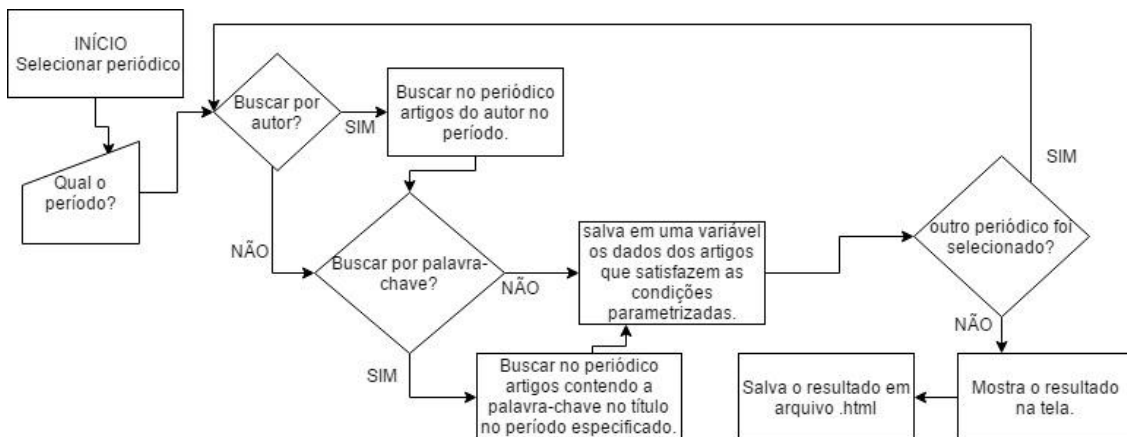 INÍCIO
Selecionar periódico
Qual o
período?
Buscar por
autor?
SIM
NÃO
Buscar no periódico
artigos do autor no
período.
Buscar por palavra-
chave?
NÃO
SIM
Buscar no periódico
artigos contendo a
palavra-chave no título
no período especificado.
salva em uma variável
os dados dos artigos
que satisfazem as
condições
parametrizadas.
outro periódico foi
selecionado?
SIM
NÃO
Mostra o resultado
na tela.
Salva o resultado em
arquivo .html